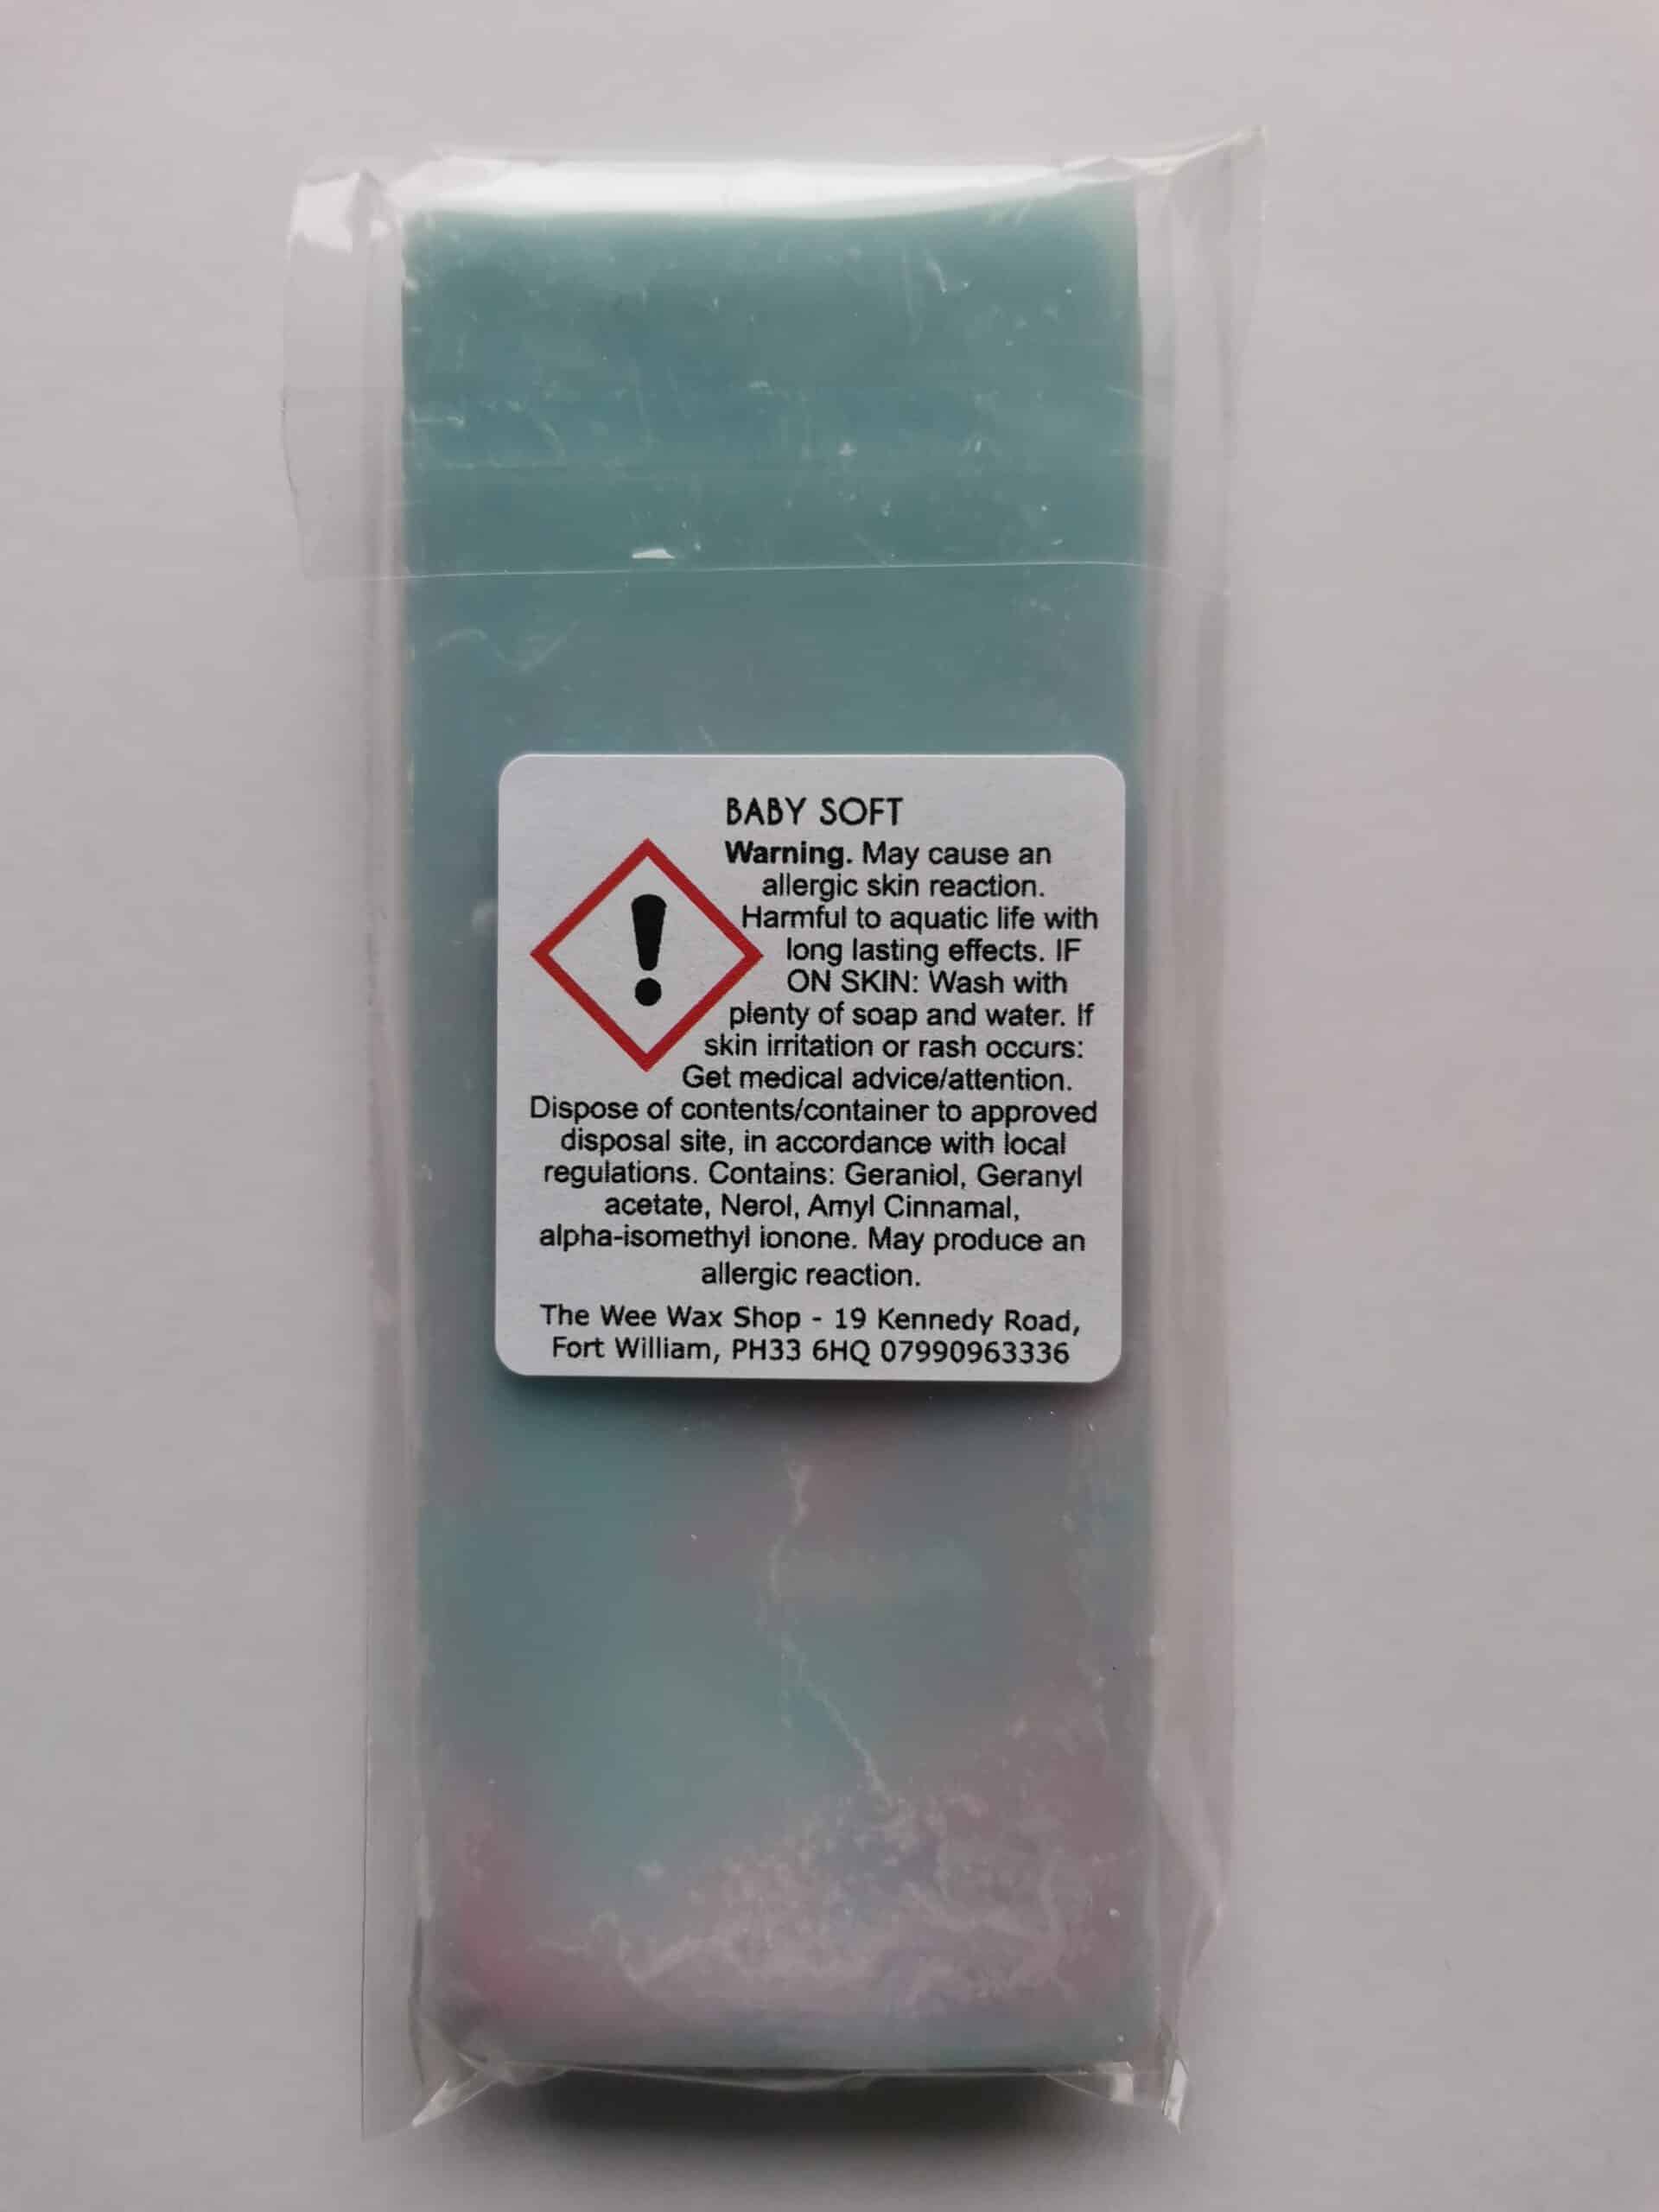 BABY SOFT
Warning. May cause an
allergic skin reaction.
Harmful to aquatic life with
long lasting effects. IF
ON SKIN: Wash with
plenty of soap and water. If
skin irritation or rash occurs:
Get medical advice/attention.
Dispose of contents/container to approved
disposal site, in accordance with local
regulations. Contains: Geraniol, Geranyl
acetate, Nerol, Amyl Cinnamal,
alpha-isomethyl ionone. May produce an
allergic reaction.
The Wee Wax Shop - 19 Kennedy Road,
Fort William, PH33 6HQ 07990963336